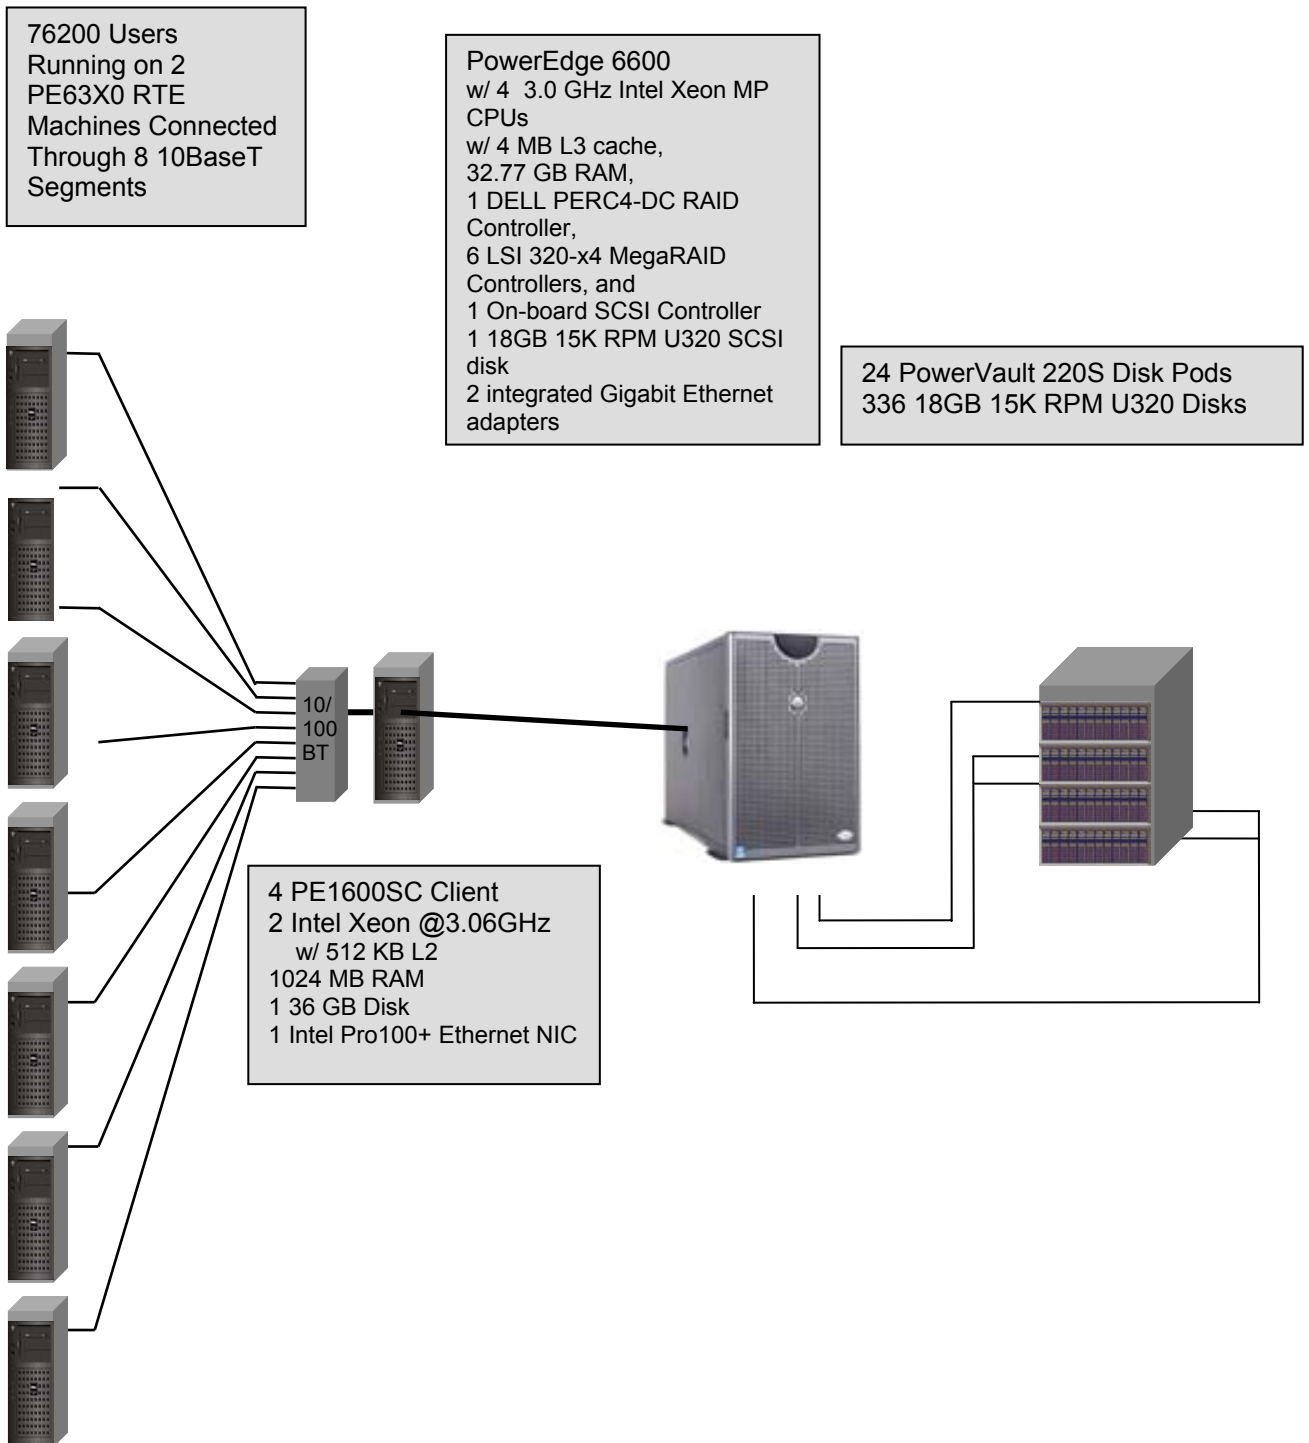 76200 Users
Running on 2
PE63X0 RTE
Machines Connected
Through 8 10BaseT
Segments
PowerEdge 6600
w/ 4  3.0 GHz Intel Xeon MP
CPUs
w/ 4 MB L3 cache,
32.77 GB RAM,
1 DELL PERC4-DC RAID
Controller,
6 LSI 320-x4 MegaRAID
Controllers, and
1 On-board SCSI Controller
1 18GB 15K RPM U320 SCSI
disk
2 integrated Gigabit Ethernet
adapters
24 PowerVault 220S Disk Pods
336 18GB 15K RPM U320 Disks
10/
100
BT
4 PE1600SC Client
2 Intel Xeon @3.06GHz
w/ 512 KB L2
1024 MB RAM
1 36 GB Disk
1 Intel Pro100+ Ethernet NIC